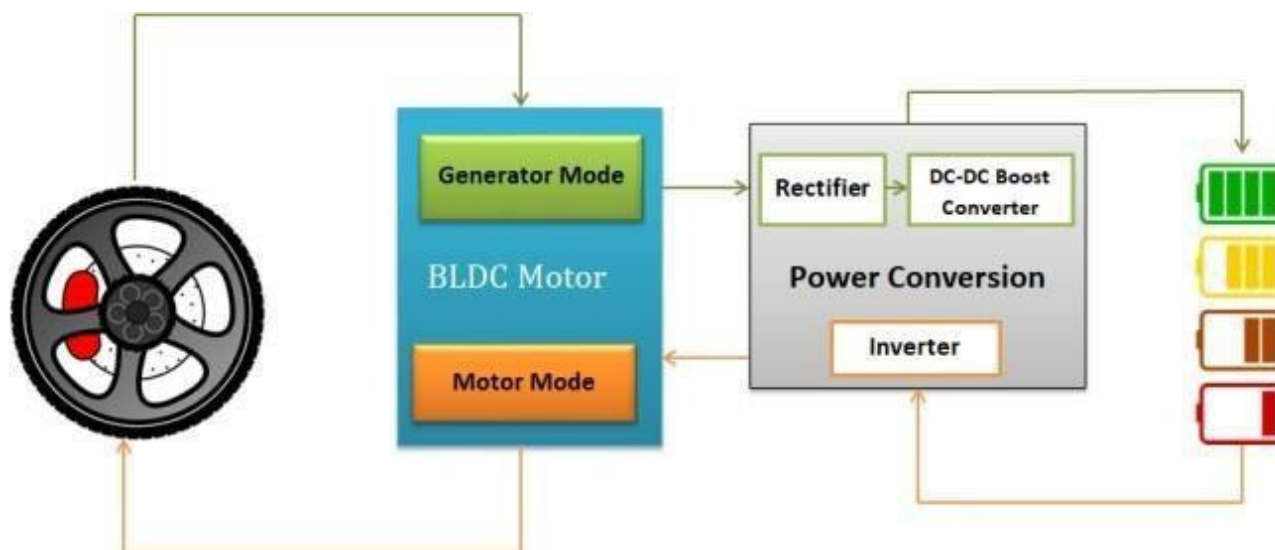 Generator Mode
BLDC Motor
Motor Mode
Rectifier
DC-DC Boost
Converter
Power Conversion
Inverter